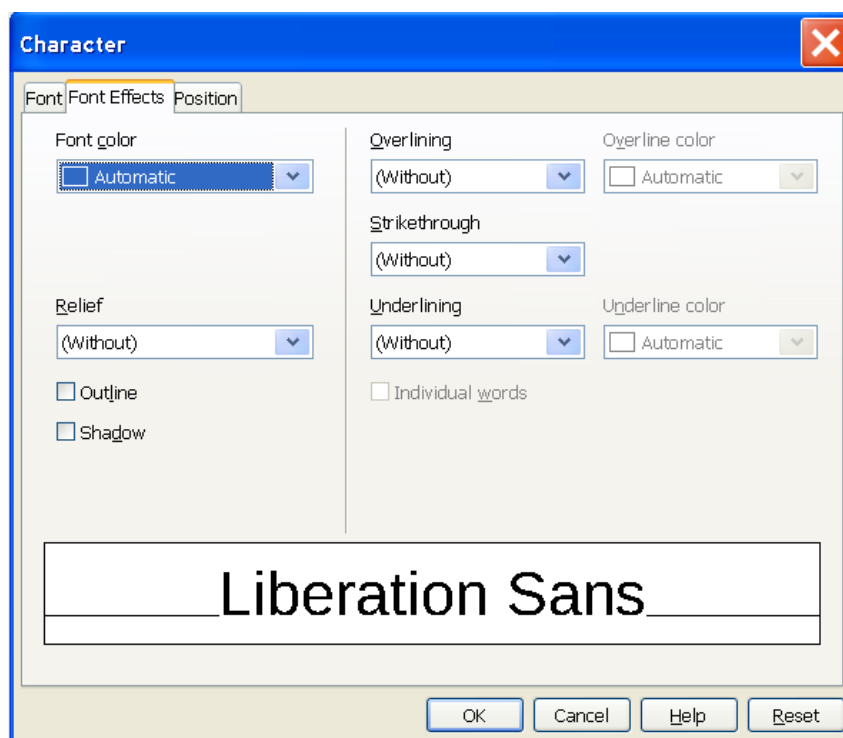 Character
Font Font Effects Position
Font color
Automatic
Relief
(Without)
Outline
Shadow
Overlining Overline color
(Without) Automatic
Strikethrough
(Without)
Underlining Underline color
(Without) Automatic
Individual words
Liberation Sans
OK Cancel Help Reset